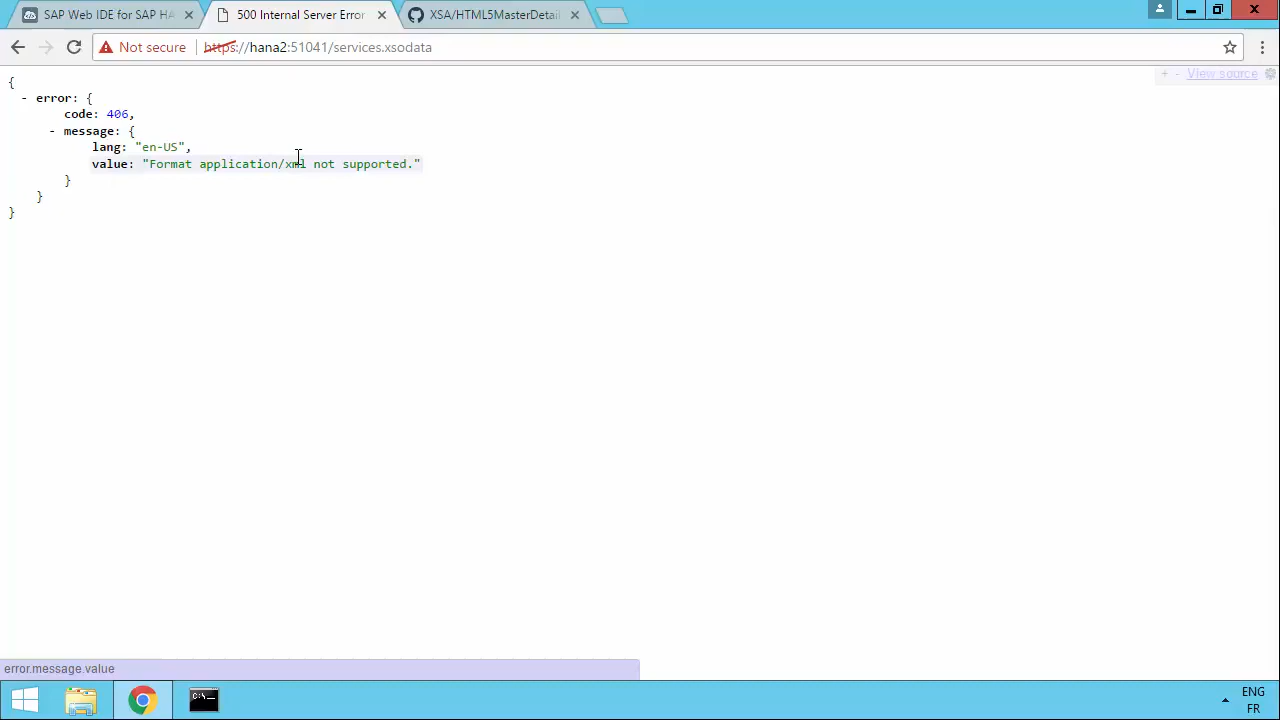 SAP Web IDE for SAP HA
500 Internal Server Error
XSA/HTML5MasterDetail
Not secure
https://hana2:51041/services.xsodata
+ - View source
{
- error: {
code: 406,
- message: {
lang: "en-US",
value: "Format application/xml not supported."
}
}
}
error.message.value
C:\._
ENG
FR